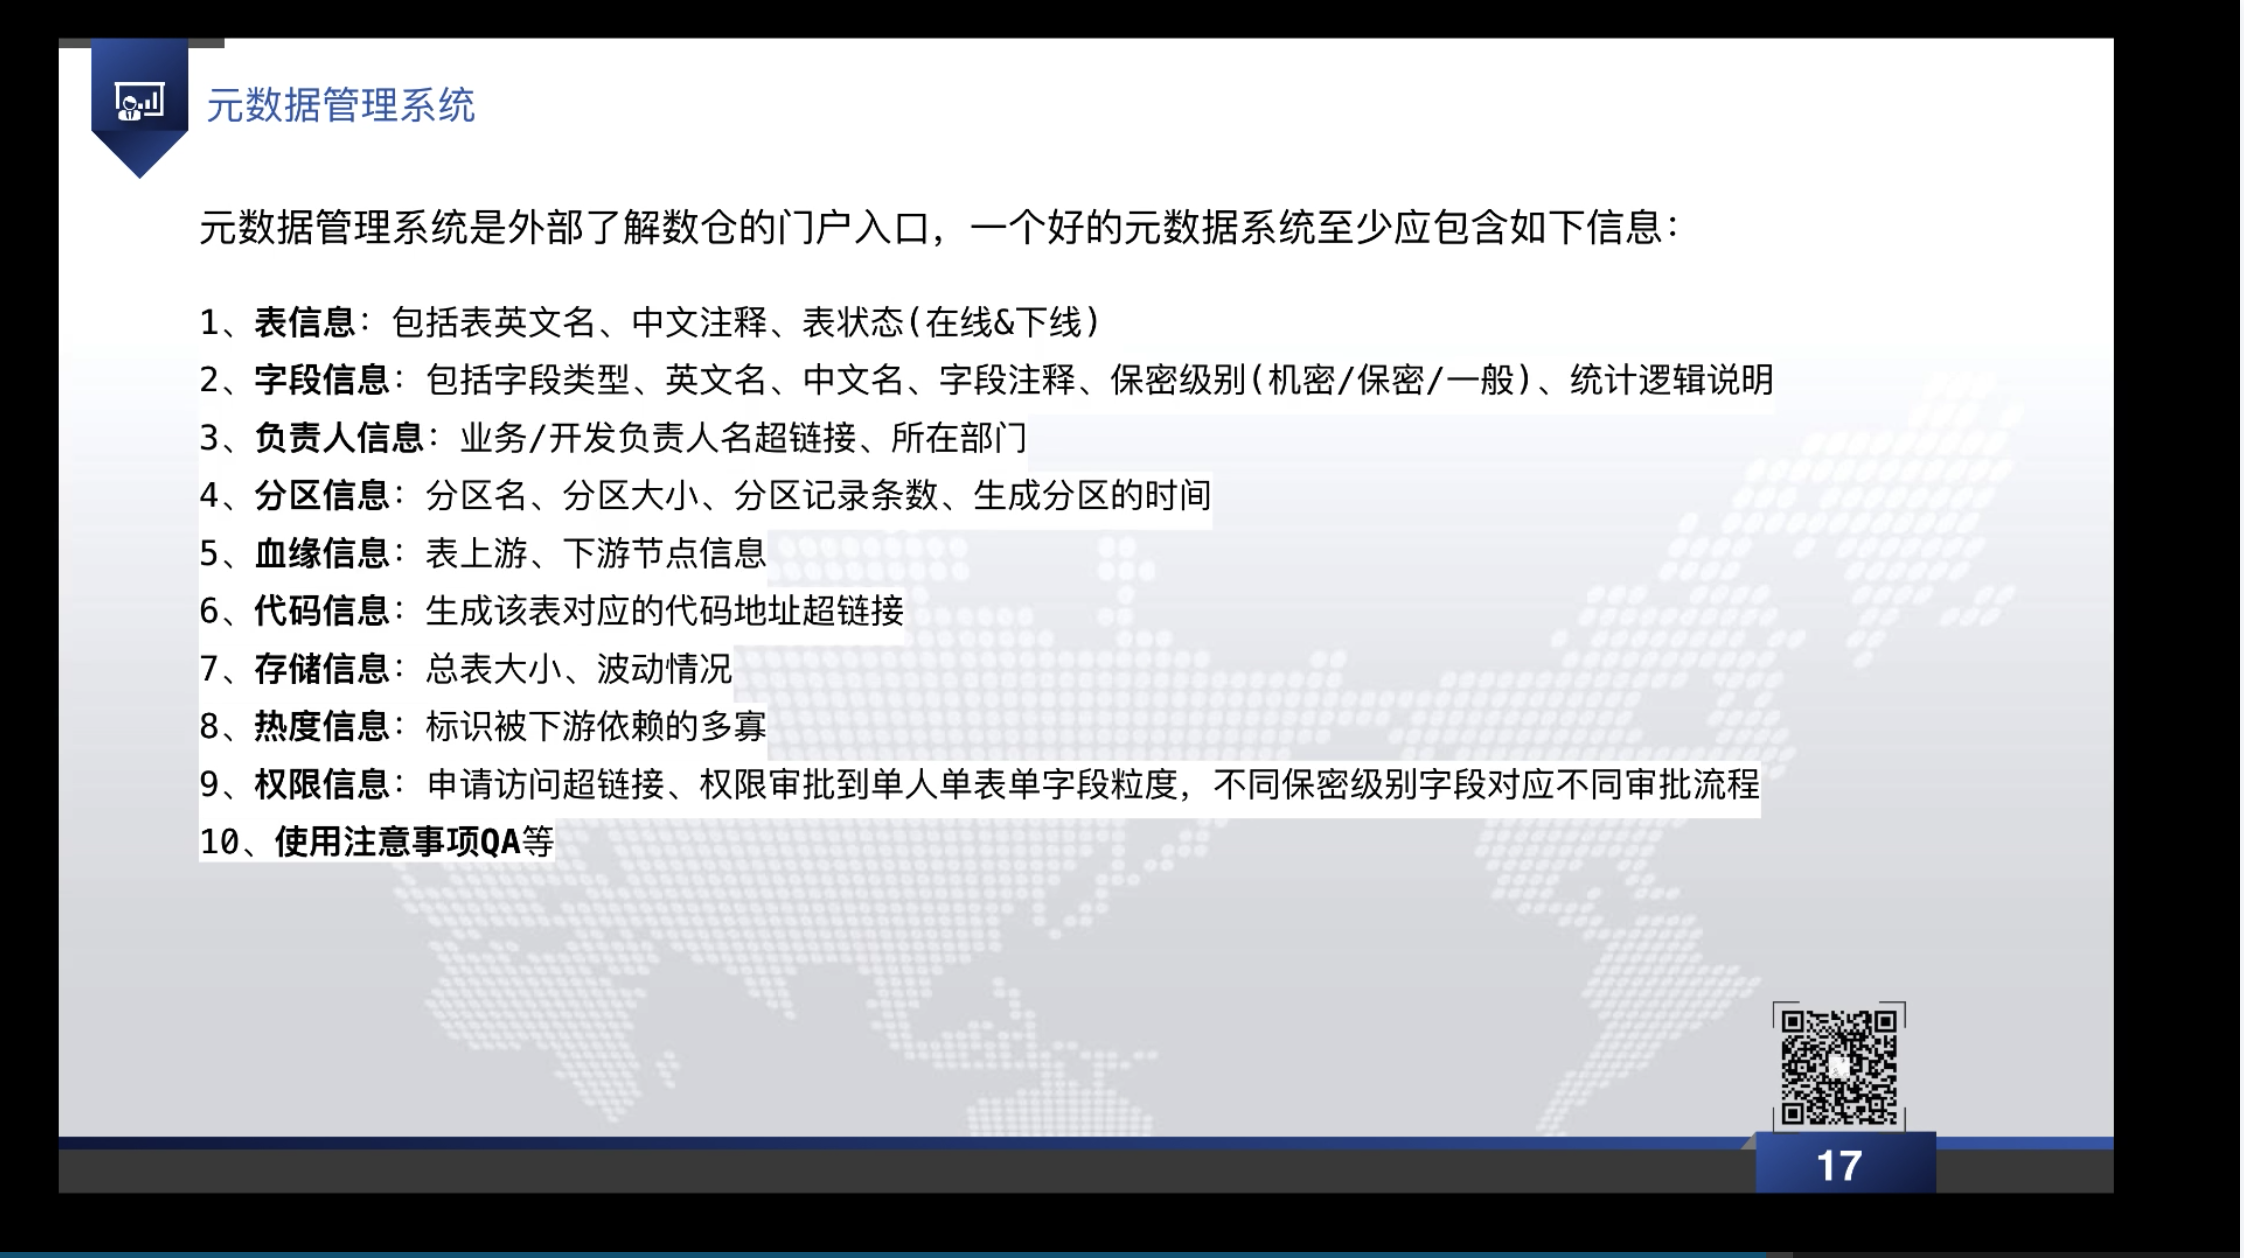 元数据管理系统
元数据管理系统是外部了解数仓的门户入口，一个好的元数据系统至少应包含如下信息：
1、表信息：包括表英文名、中文注释、表状态(在线&下线)
2、字段信息：包括字段类型、英文名、中文名、字段注释、保密级别(机密/保密/一般)、统计逻辑说明
3、负责人信息：业务/开发负责人名超链接、所在部门
4、分区信息：分区名、分区大小、分区记录条数、生成分区的时间
5、血缘信息：表上游、下游节点信息
6、代码信息：生成该表对应的代码地址超链接
7、存储信息：总表大小、波动情况
8、热度信息：标识被下游依赖的多寡
9、权限信息：申请访问超链接、权限审批到单人单表单字段粒度，不同保密级别字段对应不同审批流程
10、使用注意事项QA等
17